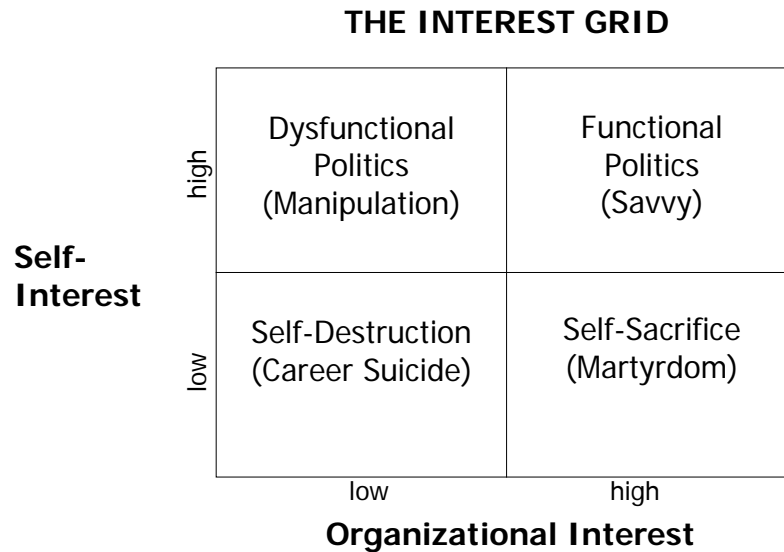 THE INTEREST GRID
high
Dysfunctional
Politics
(Manipulation)
Functional
Politics
(Savvy)
Self-
Interest
low
Self-Destruction
(Career Suicide)
Self-Sacrifice
(Martyrdom)
low
high
Organizational Interest